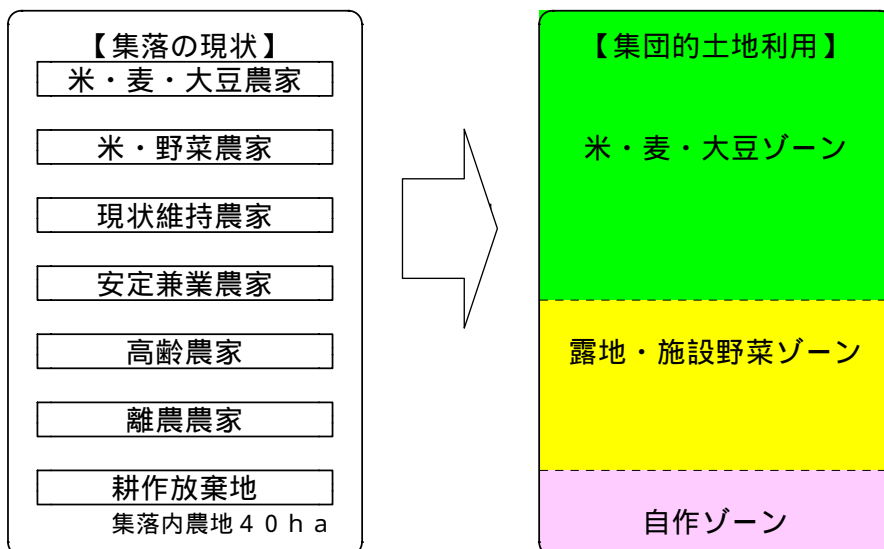 【集落の現状】
米・麦・大豆農家
米・野菜農家
現状維持農家
安定兼業農家
高齢農家
離農農家
耕作放棄地
集落内農地４０ｈａ
【集団的土地利用】
米・麦・大豆ゾーン
露地・施設野菜ゾーン
自作ゾーン